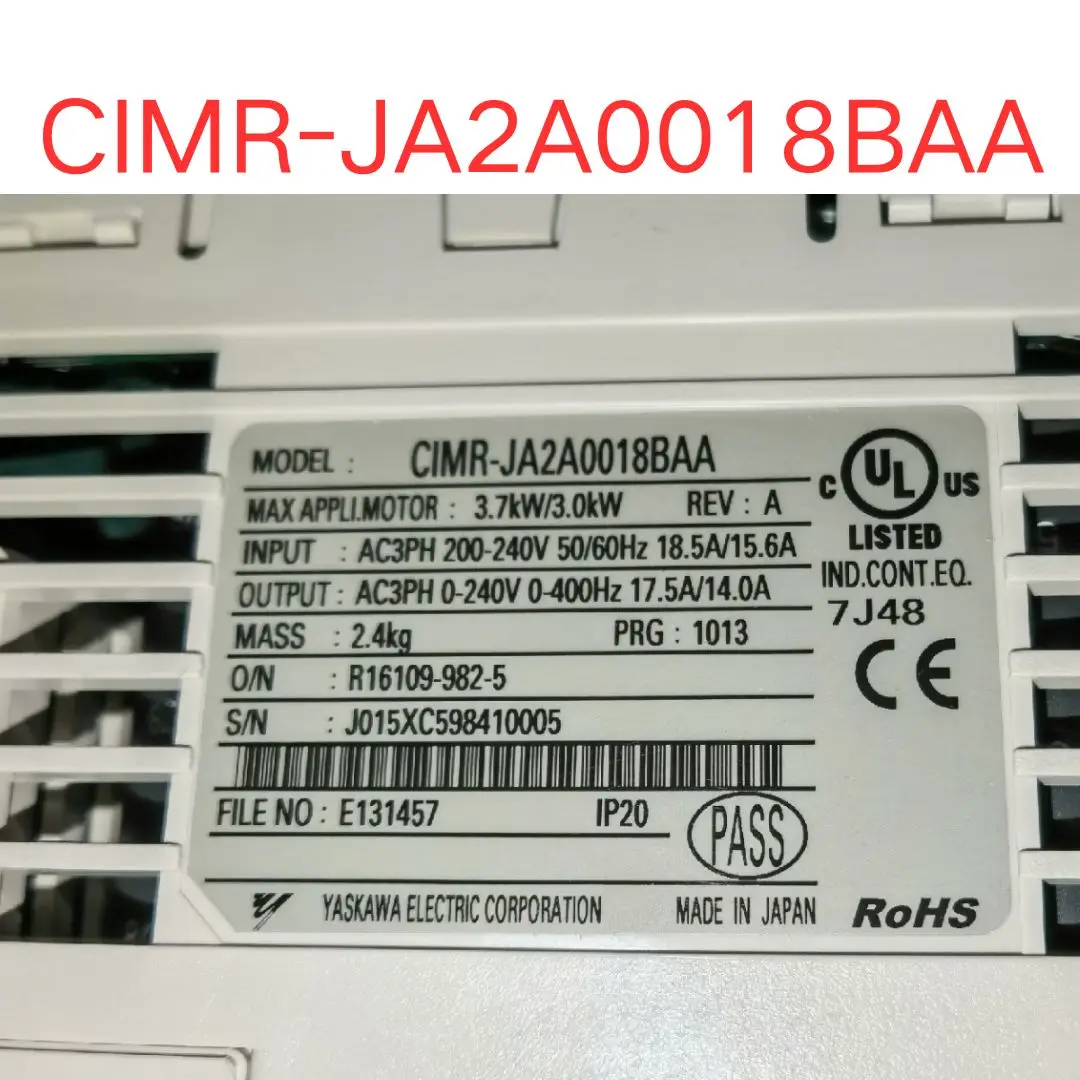 CIMR-JA2A0018BAA
MODEL : CIMR-JA2A0018BAA
MAX APPLI.MOTOR : 3.7kW/3.0kW REV : A
INPUT : AC3PH 200-240V 50/60Hz 18.5A/15.6A
OUTPUT : AC3PH 0-240V 0-400Hz 17.5A/14.0A
MASS : 2.4kg PRG : 1013
O/N : R16109-982-5
S/N : J015XC598410005
FILE NO : E131457 IP20
PASS
YASKAWA ELECTRIC CORPORATION MADE IN JAPAN
C UL US
LISTED
IND.CONT.EQ.
7J48
CE
RoHS